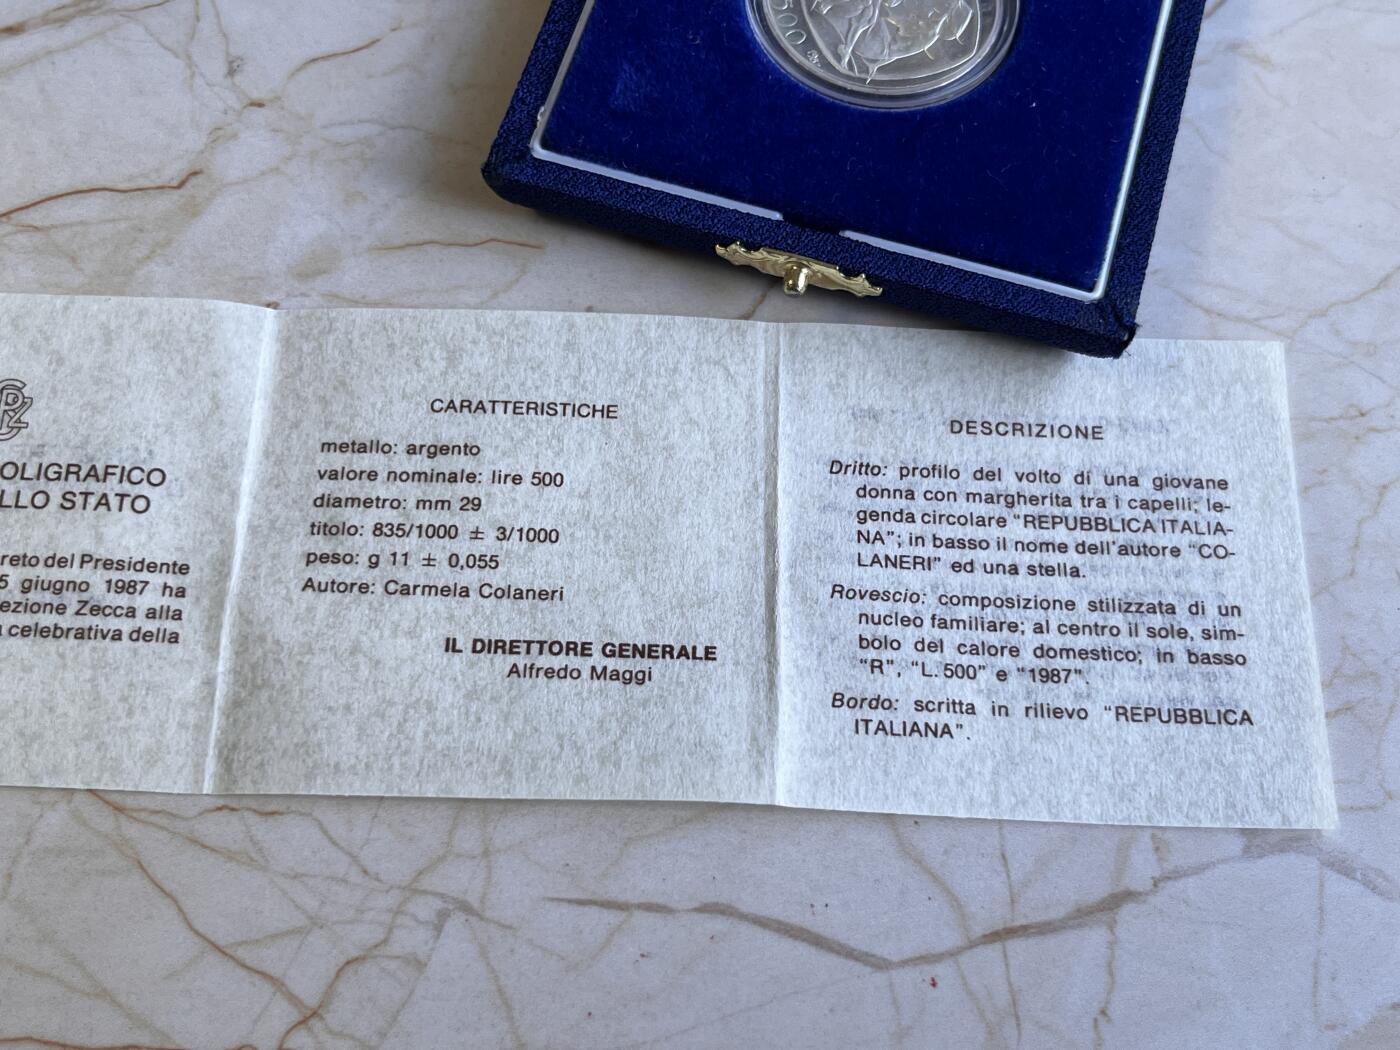 500
R
OLIGRAFICO
LLO STATO
reto del Presidente
5 giugno 1987 ha
ezione Zecca alla
a celebrativa della
CARATTERISTICHE
metallo: argento
valore nominale: lire 500
diametro: mm 29
titolo: 835/1000 ± 3/1000
peso: g 11 ± 0,055
Autore: Carmela Colaneri
IL DIRETTORE GENERALE
Alfredo Maggi
DESCRIZIONE
Dritto: profilo del volto di una giovane
donna con margherita tra i capelli; le-
genda circolare “REPUBBLICA ITALIA-
NA”; in basso il nome dell'autore “CO-
LANERI” ed una stella.
Rovescio: composizione stilizzata di un
nucleo familiare; al centro il sole, sim-
bolo del calore domestico; in basso
“R”, “L. 500” e “1987”.
Bordo: scritta in rilievo “REPUBBLICA
ITALIANA”.